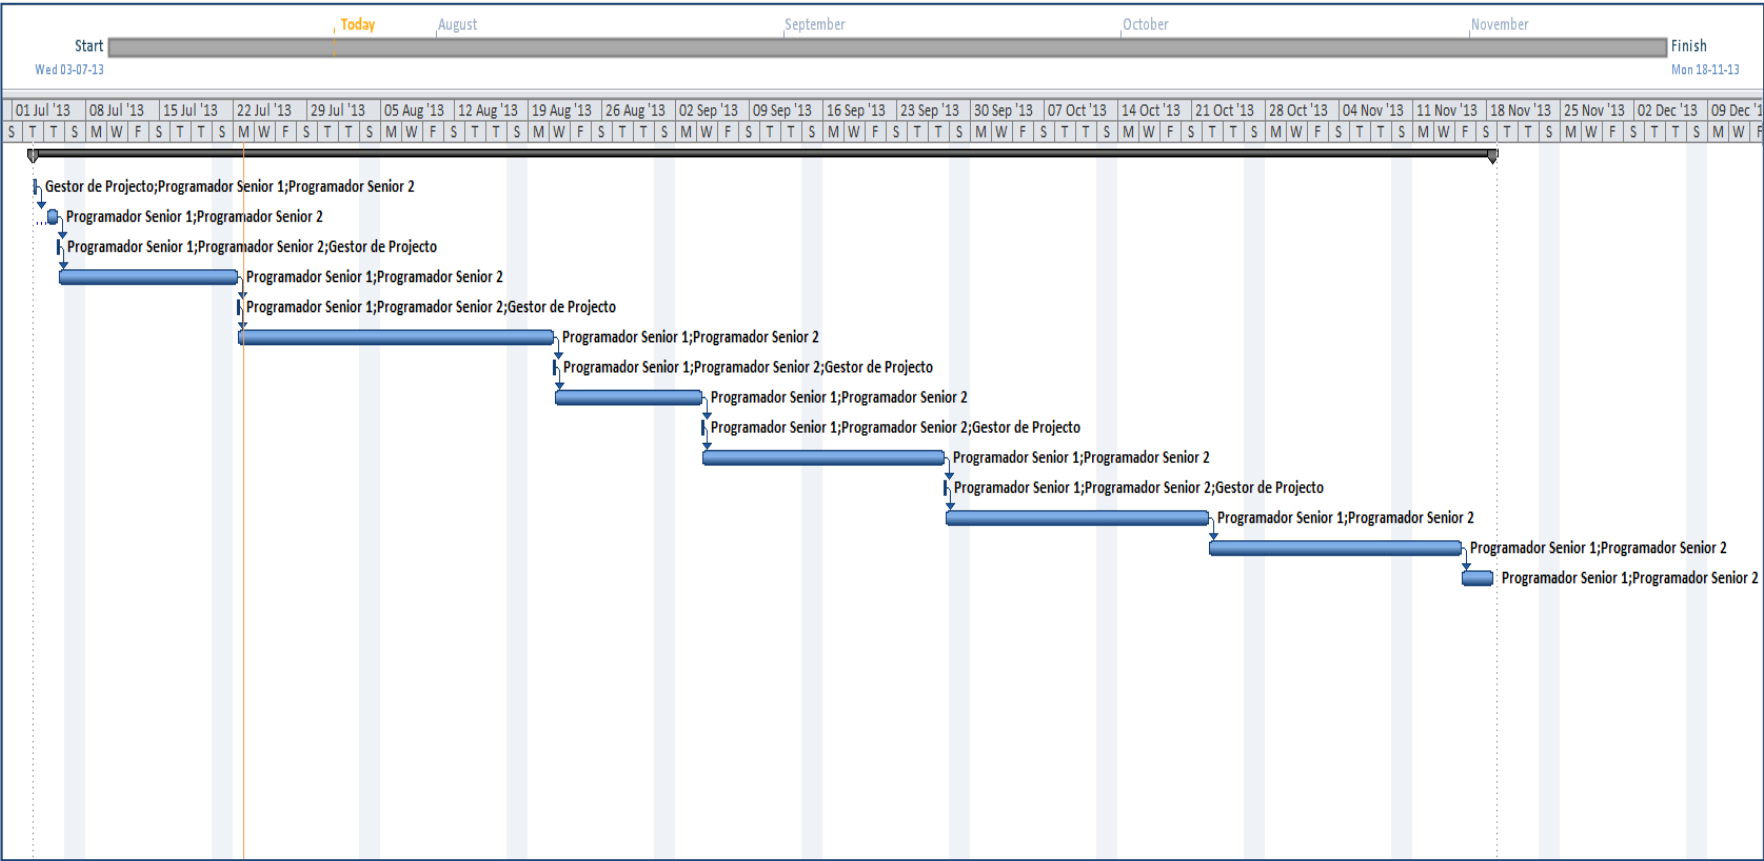 Today August September October November
Start Finish
Wed 03-07-13 Mon 18-11-13
01 Jul '13 08 Jul '13 15 Jul '13 22 Jul '13 29 Jul '13 05 Aug '13 12 Aug '13 19 Aug '13 26 Aug '13 02 Sep '13 09 Sep '13 16 Sep '13 23 Sep '13 30 Sep '13 07 Oct '13 14 Oct '13 21 Oct '13 28 Oct '13 04 Nov '13 11 Nov '13 18 Nov '13 25 Nov '13 02 Dec '13 09 Dec '1
S T T S M W F S T T S M W F S T T S M W F S T T S M W F S T T S M W F S T T S M W F S T T S M W F S T T S M W F S T T S M W F S T T S M W F S T T S M W F S T T S M W F
Gestor de Projecto;Programador Senior 1;Programador Senior 2
Programador Senior 1;Programador Senior 2
Programador Senior 1;Programador Senior 2;Gestor de Projecto
Programador Senior 1;Programador Senior 2
Programador Senior 1;Programador Senior 2;Gestor de Projecto
Programador Senior 1;Programador Senior 2
Programador Senior 1;Programador Senior 2;Gestor de Projecto
Programador Senior 1;Programador Senior 2
Programador Senior 1;Programador Senior 2;Gestor de Projecto
Programador Senior 1;Programador Senior 2
Programador Senior 1;Programador Senior 2;Gestor de Projecto
Programador Senior 1;Programador Senior 2
Programador Senior 1;Programador Senior 2
Programador Senior 1;Programador Senior 2